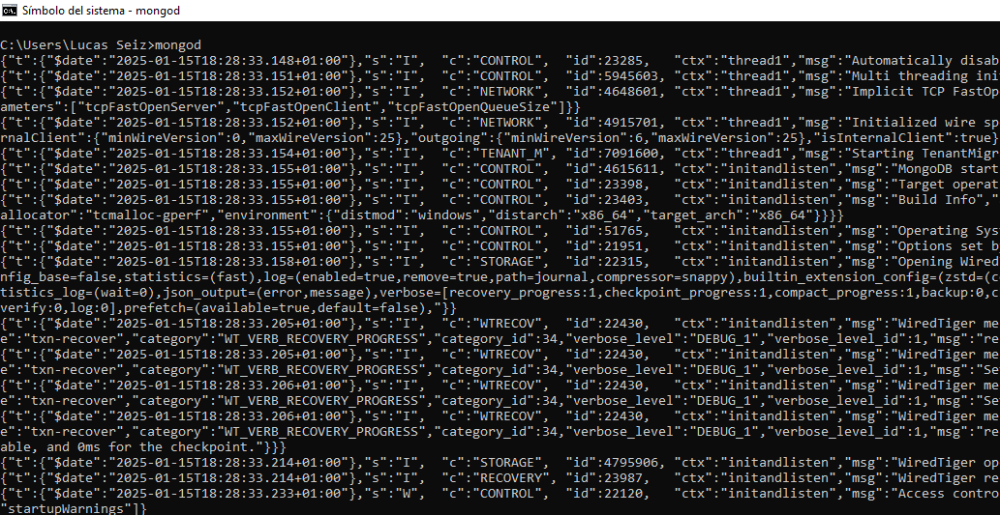 Símbolo del sistema - mongod
C:\Users\Lucas Seiz>mongod
{"t":{"$date":"2025-01-15T18:28:33.148+01:00"},"s":"I",  "c":"CONTROL",  "id":23285,   "ctx":"thread1","msg":"Automatically disab
{"t":{"$date":"2025-01-15T18:28:33.151+01:00"},"s":"I",  "c":"CONTROL",  "id":5945603, "ctx":"thread1","msg":"Multi threading ini
{"t":{"$date":"2025-01-15T18:28:33.152+01:00"},"s":"I",  "c":"NETWORK",  "id":4648601, "ctx":"thread1","msg":"Implicit TCP FastOp
ameters":["tcpFastOpenServer","tcpFastOpenClient","tcpFastOpenQueueSize"]}}
{"t":{"$date":"2025-01-15T18:28:33.152+01:00"},"s":"I",  "c":"NETWORK",  "id":4915701, "ctx":"thread1","msg":"Initialized wire sp
rnalClient":{"minWireVersion":0,"maxWireVersion":25},"outgoing":{"minWireVersion":6,"maxWireVersion":25},"isInternalClient":true}
{"t":{"$date":"2025-01-15T18:28:33.154+01:00"},"s":"I",  "c":"TENANT_M", "id":7091600, "ctx":"thread1","msg":"Starting TenantMigr
{"t":{"$date":"2025-01-15T18:28:33.155+01:00"},"s":"I",  "c":"CONTROL",  "id":4615611, "ctx":"initandlisten","msg":"MongoDB start
{"t":{"$date":"2025-01-15T18:28:33.155+01:00"},"s":"I",  "c":"CONTROL",  "id":23398,   "ctx":"initandlisten","msg":"Target operat
{"t":{"$date":"2025-01-15T18:28:33.155+01:00"},"s":"I",  "c":"CONTROL",  "id":23403,   "ctx":"initandlisten","msg":"Build Info","
allocator":"tcmalloc-gperf","environment":{"distmod":"windows","distarch":"x86_64","target_arch":"x86_64"}}}}
{"t":{"$date":"2025-01-15T18:28:33.155+01:00"},"s":"I",  "c":"CONTROL",  "id":51765,   "ctx":"initandlisten","msg":"Operating Sys
{"t":{"$date":"2025-01-15T18:28:33.155+01:00"},"s":"I",  "c":"CONTROL",  "id":21951,   "ctx":"initandlisten","msg":"Options set b
{"t":{"$date":"2025-01-15T18:28:33.158+01:00"},"s":"I",  "c":"STORAGE",  "id":22315,   "ctx":"initandlisten","msg":"Opening Wired
nfig_base=false,statistics=(fast),log=(enabled=true,remove=true,path=journal,compressor=snappy),builtin_extension_config=(zstd=(c
tistics_log=(wait=0),json_output=(error,message),verbose=[recovery_progress:1,checkpoint_progress:1,compact_progress:1,backup:0,c
verify:0,log:0],prefetch=(available=true,default=false),"}}
{"t":{"$date":"2025-01-15T18:28:33.205+01:00"},"s":"I",  "c":"WTRECOV",  "id":22430,   "ctx":"initandlisten","msg":"WiredTiger me
e":"txn-recover","category":"WT_VERB_RECOVERY_PROGRESS","category_id":34,"verbose_level":"DEBUG_1","verbose_level_id":1,"msg":"re
{"t":{"$date":"2025-01-15T18:28:33.205+01:00"},"s":"I",  "c":"WTRECOV",  "id":22430,   "ctx":"initandlisten","msg":"WiredTiger me
e":"txn-recover","category":"WT_VERB_RECOVERY_PROGRESS","category_id":34,"verbose_level":"DEBUG_1","verbose_level_id":1,"msg":"Se
{"t":{"$date":"2025-01-15T18:28:33.206+01:00"},"s":"I",  "c":"WTRECOV",  "id":22430,   "ctx":"initandlisten","msg":"WiredTiger me
e":"txn-recover","category":"WT_VERB_RECOVERY_PROGRESS","category_id":34,"verbose_level":"DEBUG_1","verbose_level_id":1,"msg":"Se
{"t":{"$date":"2025-01-15T18:28:33.206+01:00"},"s":"I",  "c":"WTRECOV",  "id":22430,   "ctx":"initandlisten","msg":"WiredTiger me
e":"txn-recover","category":"WT_VERB_RECOVERY_PROGRESS","category_id":34,"verbose_level":"DEBUG_1","verbose_level_id":1,"msg":"re
able, and 0ms for the checkpoint."}}}
{"t":{"$date":"2025-01-15T18:28:33.214+01:00"},"s":"I",  "c":"STORAGE",  "id":4795906, "ctx":"initandlisten","msg":"WiredTiger op
{"t":{"$date":"2025-01-15T18:28:33.214+01:00"},"s":"I",  "c":"RECOVERY", "id":23987,   "ctx":"initandlisten","msg":"WiredTiger re
{"t":{"$date":"2025-01-15T18:28:33.233+01:00"},"s":"W",  "c":"CONTROL",  "id":22120,   "ctx":"initandlisten","msg":"Access contro
"startupWarnings"]}